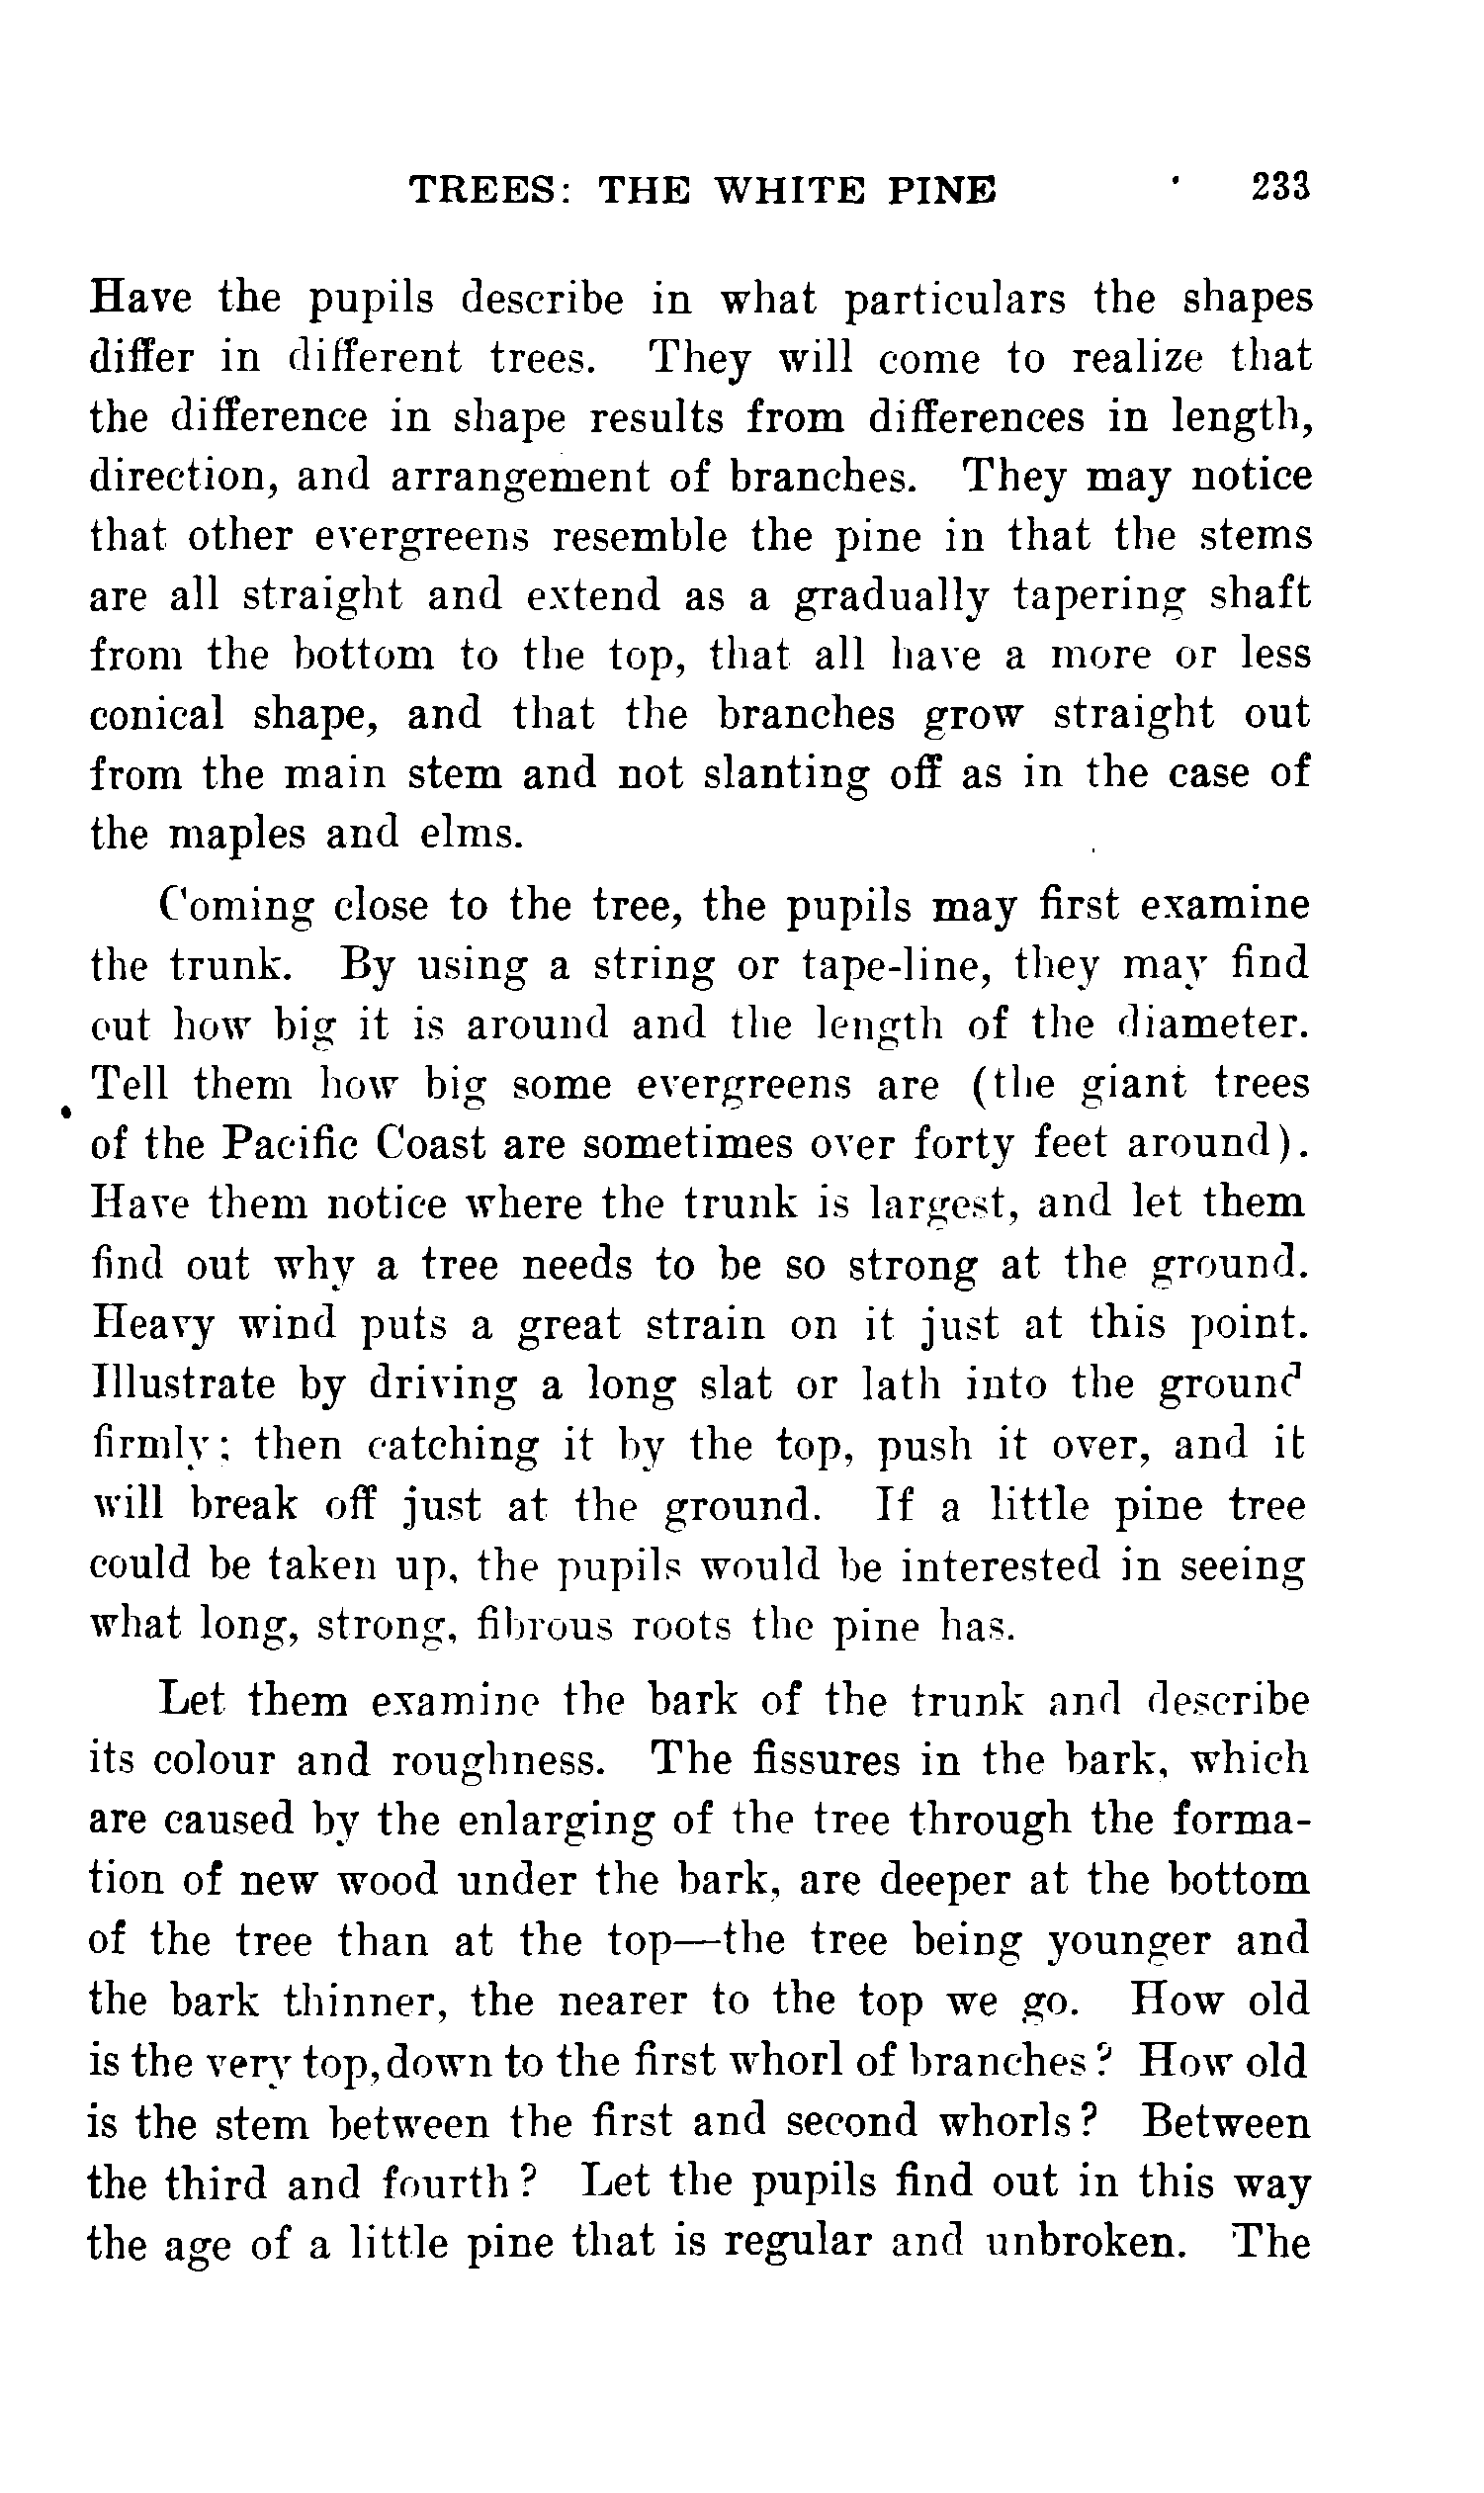 TREES: THE WHITE PINE 233
Have the pupils describe in what particulars the shapes
differ in different trees. They will come to realize that
the difference in shape results from differences in length,
direction, and arrangement of branches. They may notice
that other evergreens resemble the pine in that the stems
are all straight and extend as a gradually tapering shaft
from the bottom to the top, that all have a more or less
conical shape, and that the branches grow straight out
from the main stem and not slanting off as in the case of
the maples and elms.
Coming close to the tree, the pupils may first examine
the trunk. By using a string or tape-line, they may find
out how big it is around and the length of the diameter.
Tell them how big some evergreens are (the giant trees
of the Pacific Coast are sometimes over forty feet around).
Have them notice where the trunk is largest, and let them
find out why a tree needs to be so strong at the ground.
Heavy wind puts a great strain on it just at this point.
Illustrate by driving a long slat or lath into the ground
firmly; then catching it by the top, push it over, and it
will break off just at the ground. If a little pine tree
could be taken up, the pupils would be interested in seeing
what long, strong, fibrous roots the pine has.
Let them examine the bark of the trunk and describe
its colour and roughness. The fissures in the bark, which
are caused by the enlarging of the tree through the forma-
tion of new wood under the bark, are deeper at the bottom
of the tree than at the top—the tree being younger and
the bark thinner, the nearer to the top we go. How old
is the very top, down to the first whorl of branches? How old
is the stem between the first and second whorls? Between
the third and fourth? Let the pupils find out in this way
the age of a little pine that is regular and unbroken. The